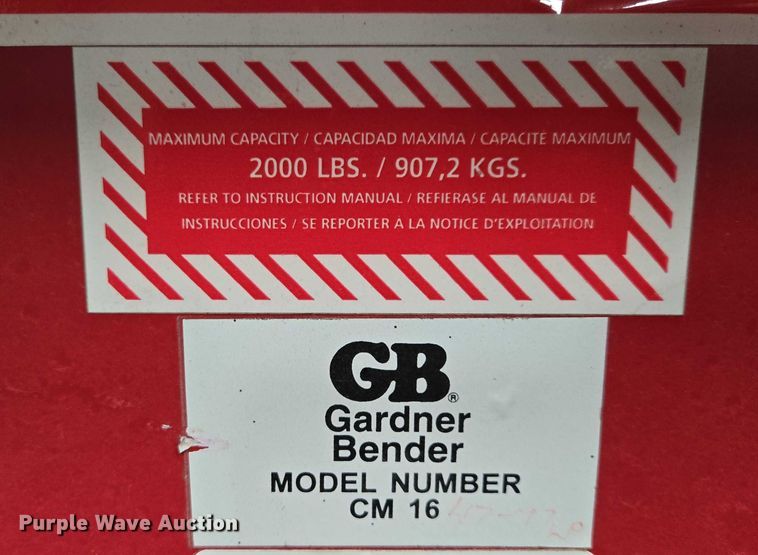 MAXIMUM CAPACITY / CAPACIDAD MAXIMA / CAPACITÉ MAXIMUM
2000 LBS. / 907,2 KGS.
REFER TO INSTRUCTION MANUAL / REFIERASE AL MANUAL DE
INSTRUCCIONES / SE REPORTER A LA NOTICE D'EXPLOITATION
GB®
Gardner
Bender
MODEL NUMBER
CM 16
Purple Wave Auction